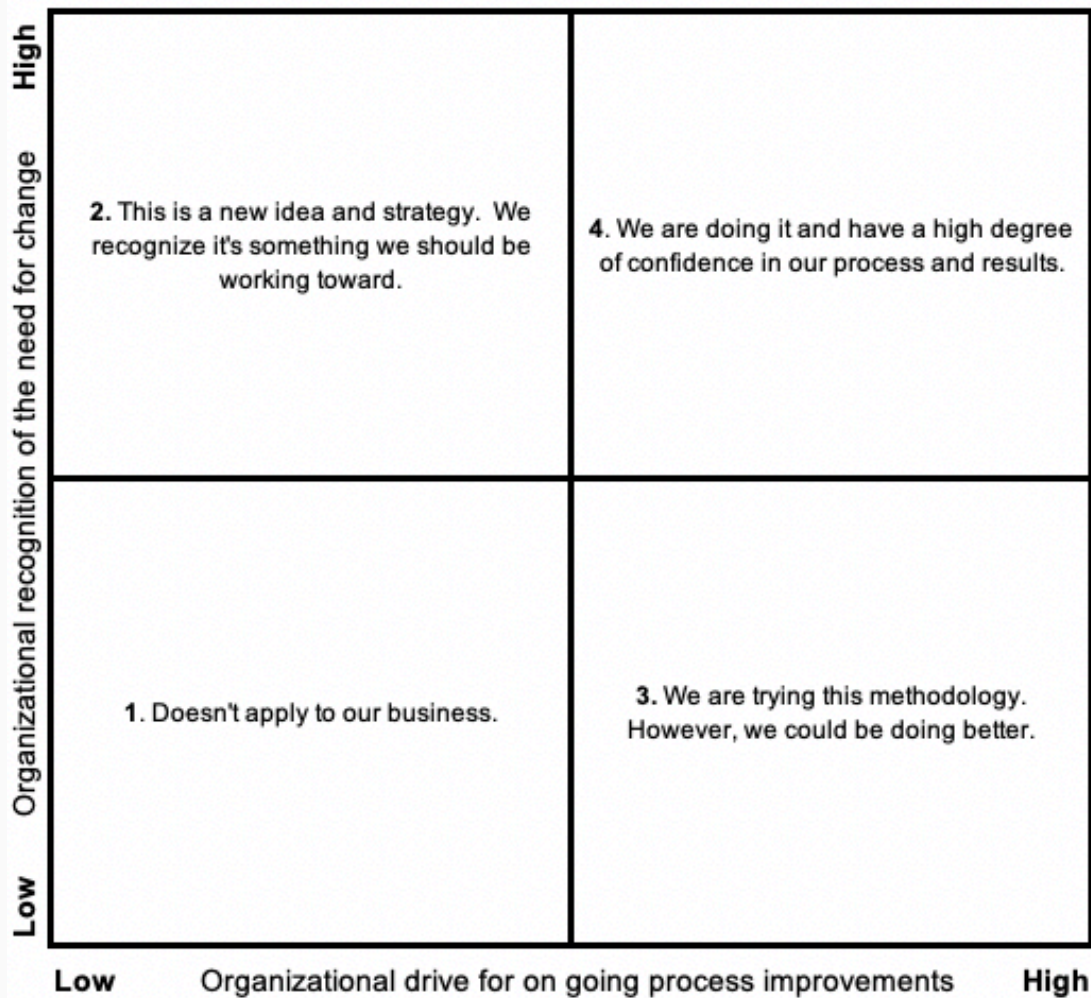 High
Organizational recognition of the need for change
Low
2. This is a new idea and strategy.  We
recognize it's something we should be
working toward.
4. We are doing it and have a high degree
of confidence in our process and results.
1. Doesn't apply to our business.
3. We are trying this methodology.
However, we could be doing better.
Low
Organizational drive for on going process improvements
High